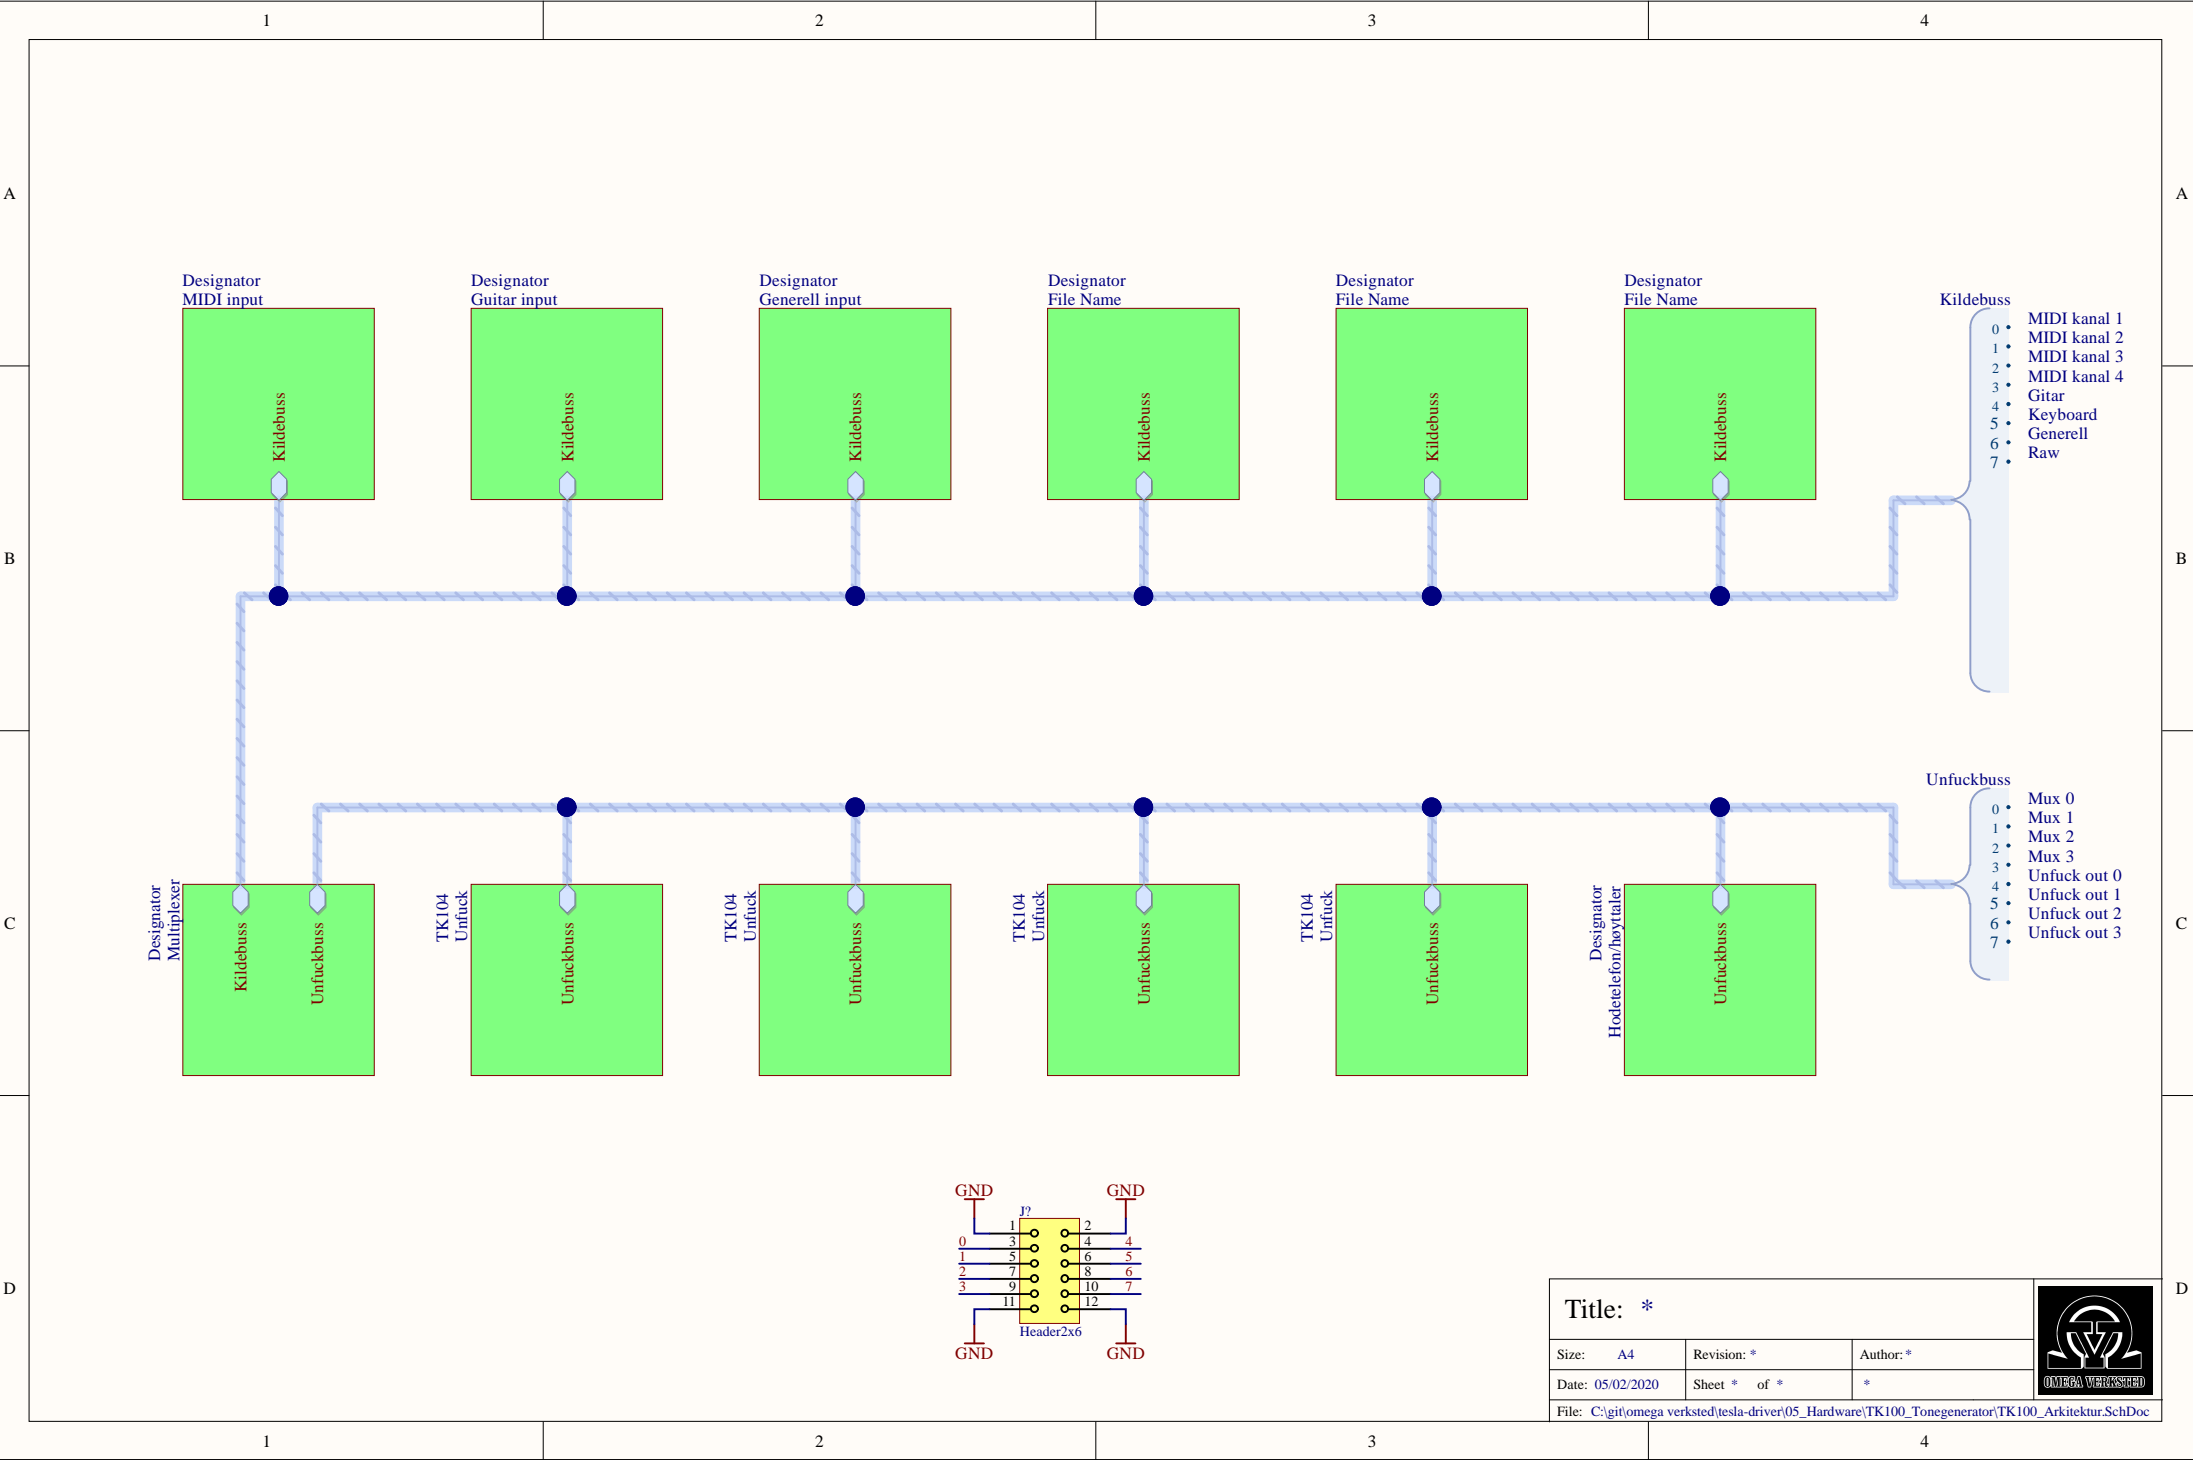 1 2 3 4
A A
Designator
MIDI input
Designator
Guitar input
Designator
Generell input
Designator
File Name
Designator
File Name
Designator
File Name
Kildebuss
0 MIDI kanal 1
1 MIDI kanal 2
2 MIDI kanal 3
3 MIDI kanal 4
4 Gitar
5 Keyboard
6 Generell
7 Raw
Kildebuss
Kildebuss
Kildebuss
Kildebuss
Kildebuss
Kildebuss
B B
Unfuckbuss
0 Mux 0
1 Mux 1
2 Mux 2
3 Mux 3
4 Unfuck out 0
5 Unfuck out 1
6 Unfuck out 2
7 Unfuck out 3
Designator
Multiplexer
Kildebuss
Unfuckbuss
TK104
Unfuck
Unfuckbuss
TK104
Unfuck
Unfuckbuss
TK104
Unfuck
Unfuckbuss
TK104
Unfuck
Unfuckbuss
Designator
Hodetelefon/høyttaler
Unfuckbuss
C C
GND GND
J?
1 2
0 3 4 4
1 5 6 5
2 7 8 6
3 9 10 7
11 12
Header2x6
GND GND
D D
Title: *
Size: A4 Revision: * Author: *
Date: 05/02/2020 Sheet * of * *
File: C:\git\omega verksted\tesla-driver\05_Hardware\TK100_Tonegenerator\TK100_Arkitektur.SchDoc
OMEGA VERKSTED
1 2 3 4